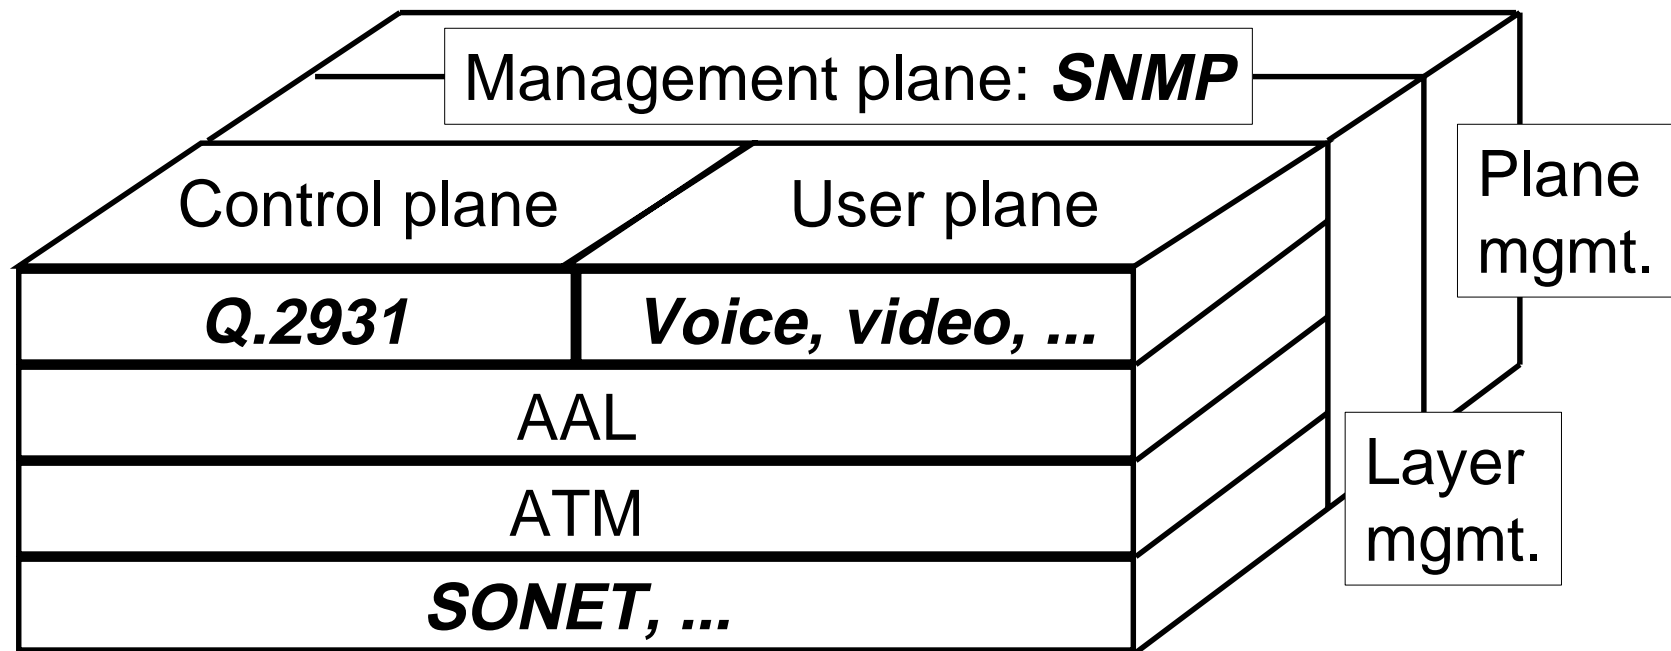 Management plane: SNMP
Control plane
User plane
Plane
mgmt.
Q.2931
Voice, video, ...
AAL
Layer
mgmt.
ATM
SONET, ...